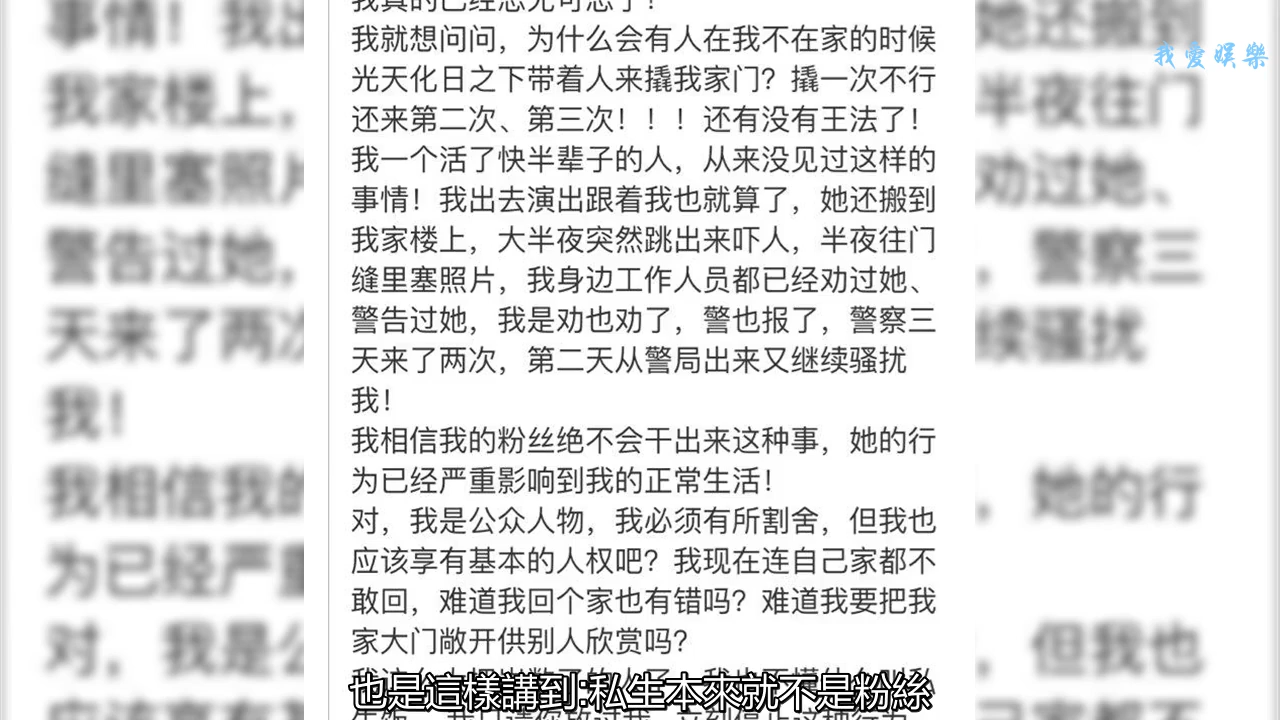 我真的已经忍无可忍了！
我爱娱樂
我就想问问，为什么会有人在我不在家的时候
光天化日之下带着人来撬我家门？撬一次不行
还来第二次、第三次！！！还有没有王法了！
我一个活了快半辈子的人，从来没见过这样的
事情！我出去演出跟着我也就算了，她还搬到
我家楼上，大半夜突然跳出来吓人，半夜往门
缝里塞照片，我身边工作人员都已经劝过她、
警告过她，我是劝也劝了，警也报了，警察三
天来了两次，第二天从警局出来又继续骚扰
我！
我相信我的粉丝绝不会干出来这种事，她的行
为已经严重影响到我的正常生活！
对，我是公众人物，我必须有所割舍，但我也
应该享有基本的人权吧？我现在连自己家都不
敢回，难道我回个家也有错吗？难道我要把我
家大门敞开供别人欣赏吗？
也是這樣講到:私生本來就不是粉絲